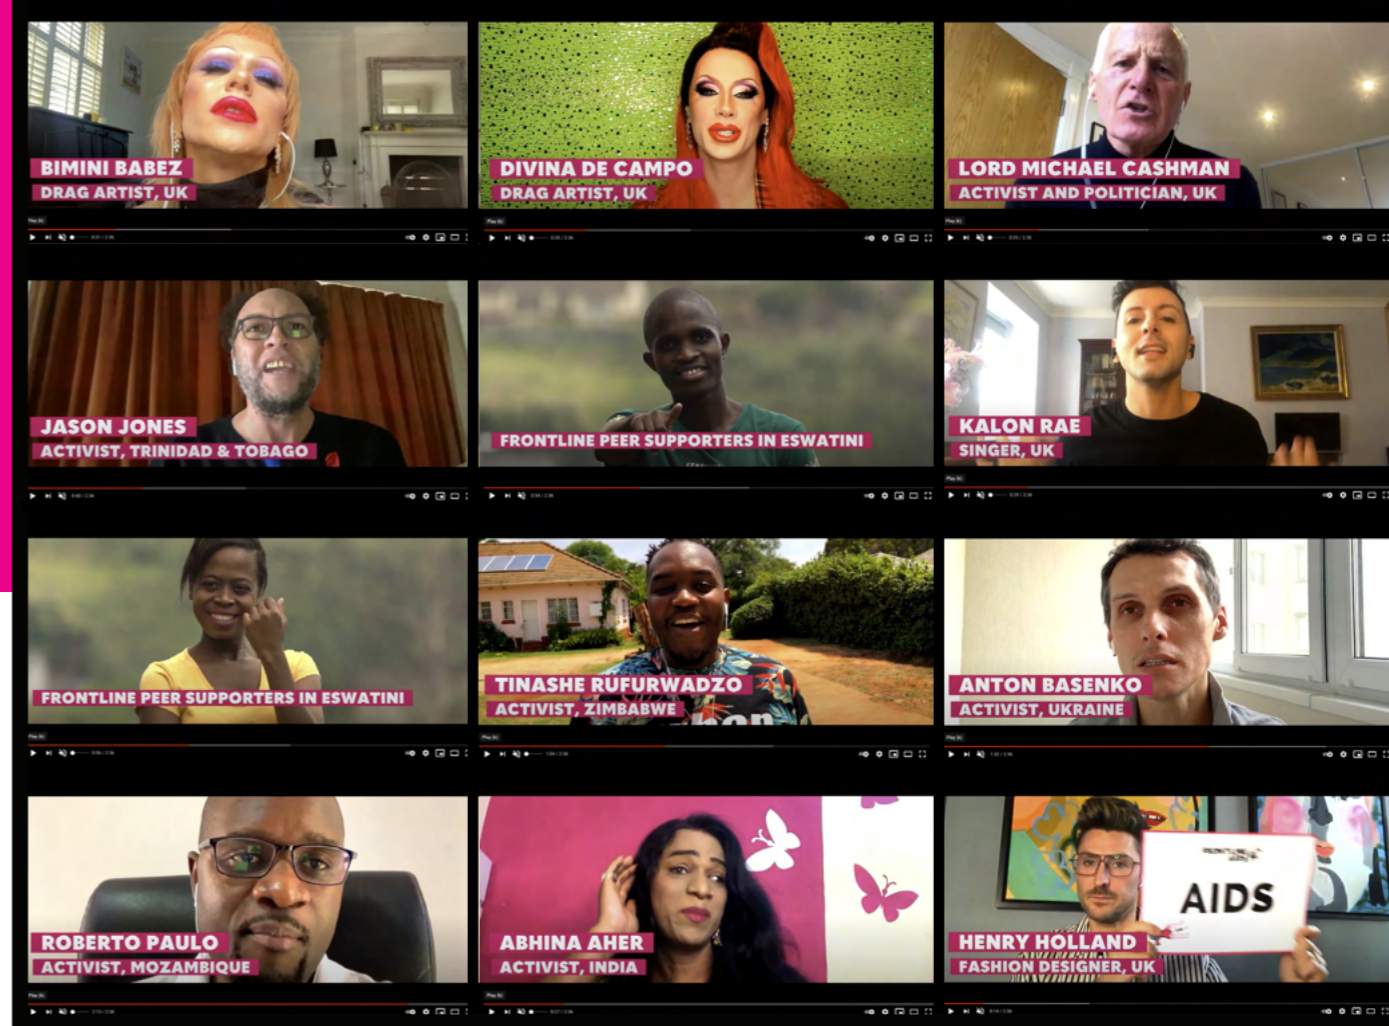 BIMINI BABEZ
DRAG ARTIST, UK
DIVINA DE CAMPO
DRAG ARTIST, UK
LORD MICHAEL CASHMAN
ACTIVIST AND POLITICIAN, UK
JASON JONES
ACTIVIST, TRINIDAD & TOBAGO
FRONTLINE PEER SUPPORTERS IN ESWATINI
KALON RAE
SINGER, UK
FRONTLINE PEER SUPPORTERS IN ESWATINI
TINASHE RUFURWADZO
ACTIVIST, ZIMBABWE
ANTON BASENKO
ACTIVIST, UKRAINE
ROBERTO PAULO
ACTIVIST, MOZAMBIQUE
ABHINA AHER
ACTIVIST, INDIA
AIDS
HENRY HOLLAND
FASHION DESIGNER, UK